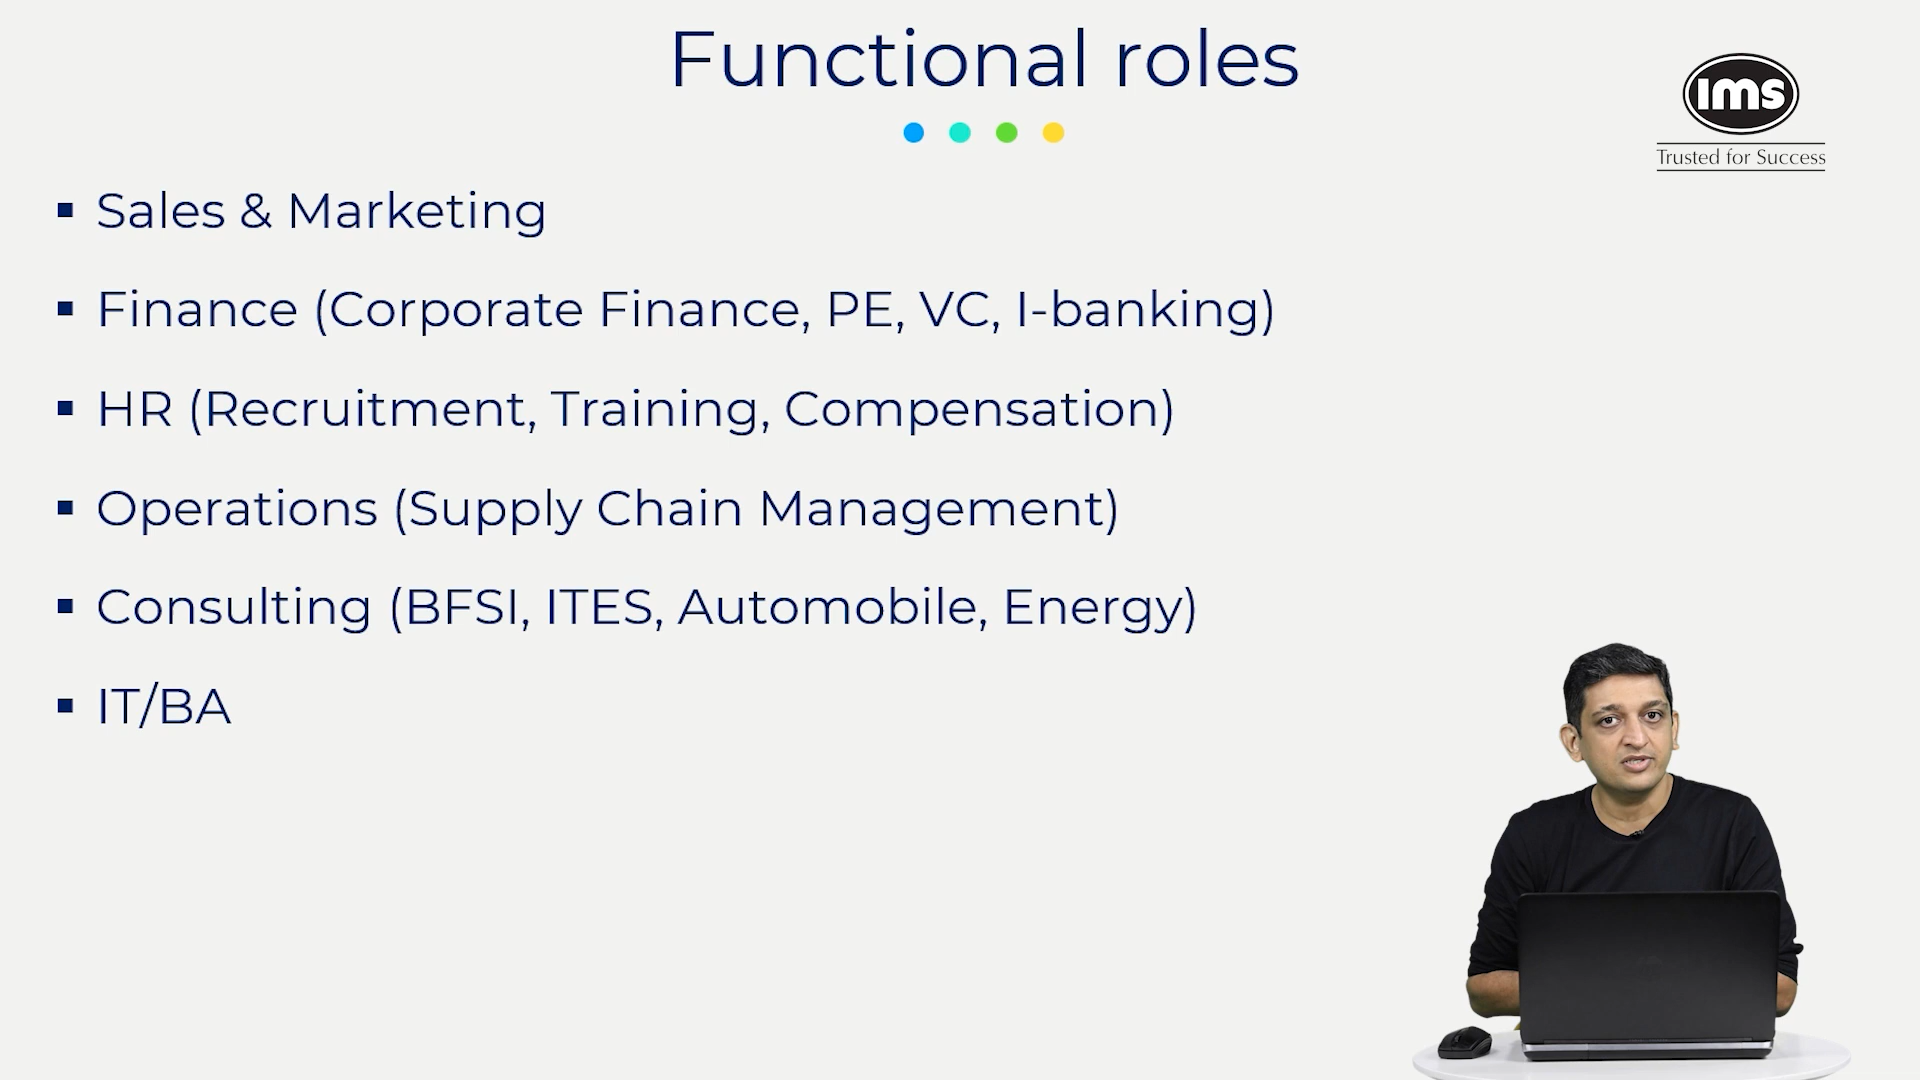 Functional roles
ims
Trusted for Success
▪ Sales & Marketing
▪ Finance (Corporate Finance, PE, VC, I-banking)
▪ HR (Recruitment, Training, Compensation)
▪ Operations (Supply Chain Management)
▪ Consulting (BFSI, ITES, Automobile, Energy)
▪ IT/BA